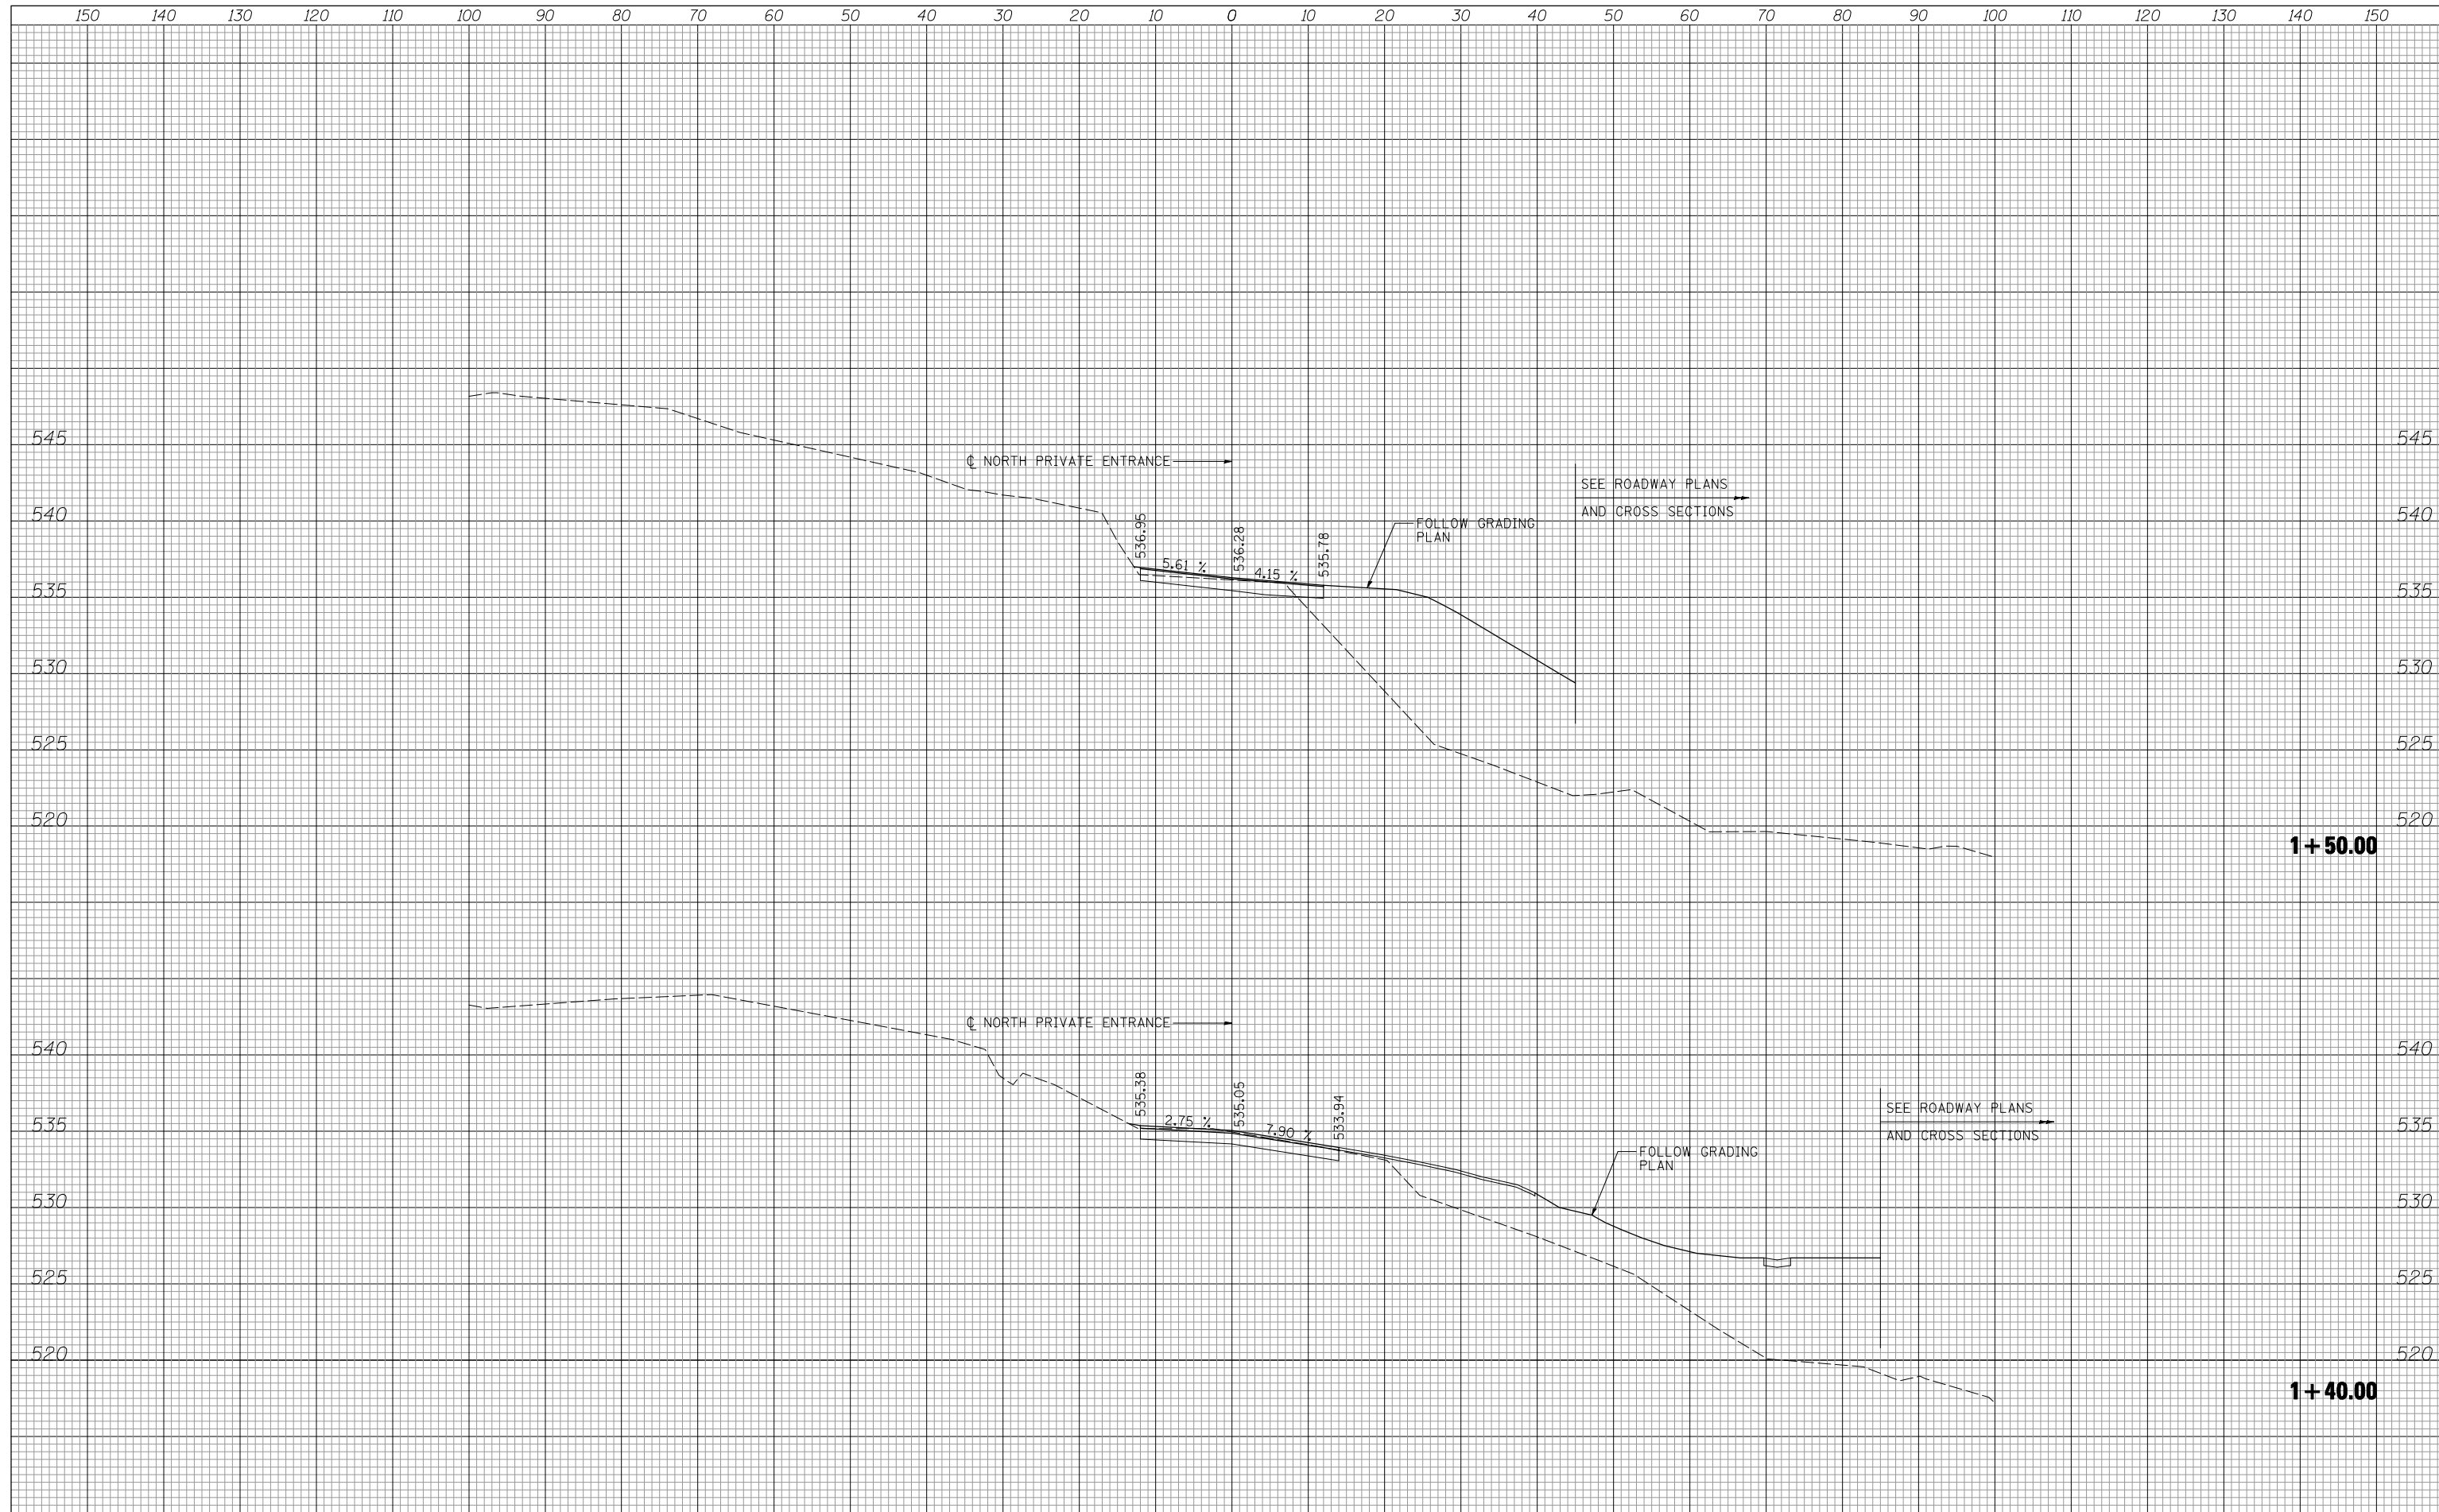 150 140 130 120 110 100 90 80 70 60 50 40 30 20 10 0 10 20 30 40 50 60 70 80 90 100 110 120 130 140 150
545 545
℄ NORTH PRIVATE ENTRANCE
SEE ROADWAY PLANS
AND CROSS SECTIONS
540 540
FOLLOW GRADING
PLAN
536.95
536.28
535.78
5.61 %
4.15 %
535 535
530 530
525 525
520 520
1+50.00
℄ NORTH PRIVATE ENTRANCE
540 540
535.38
535.05
533.94
SEE ROADWAY PLANS
AND CROSS SECTIONS
2.75 %
7.90 %
535 535
FOLLOW GRADING
PLAN
530 530
525 525
520 520
1+40.00